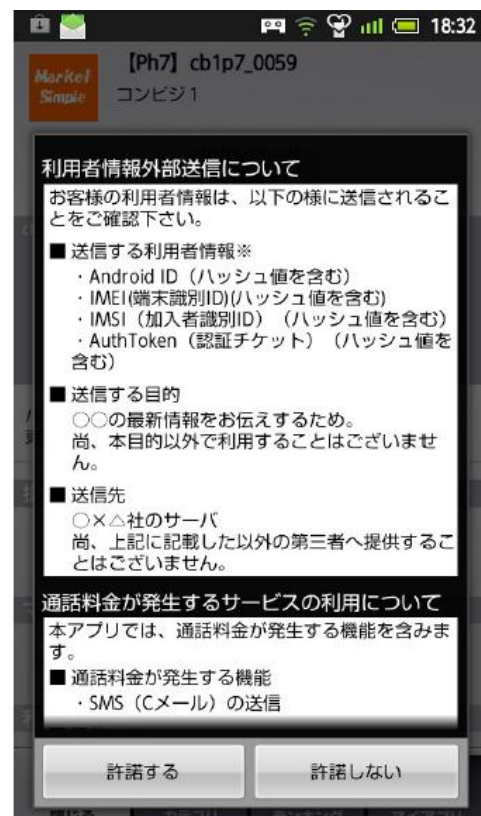 18:32
Market
Simple
【Ph7】cb1p7_0059
コンビジ1
利用者情報外部送信について
お客様の利用者情報は、以下の様に送信されるこ
とをご確認下さい。
■ 送信する利用者情報※
・Android ID（ハッシュ値を含む）
・IMEI(端末識別ID)(ハッシュ値を含む)
・IMSI（加入者識別ID）（ハッシュ値を含む）
・AuthToken（認証チケット）（ハッシュ値を
含む）
■ 送信する目的
○○の最新情報をお伝えするため。
尚、本目的以外で利用することはございませ
ん。
■ 送信先
○×△社のサーバ
尚、上記に記載した以外の第三者へ提供するこ
とはございません。
通話料金が発生するサービスの利用について
本アプリでは、通話料金が発生する機能を含みま
す。
■ 通話料金が発生する機能
・SMS（Cメール）の送信
許諾する
許諾しない